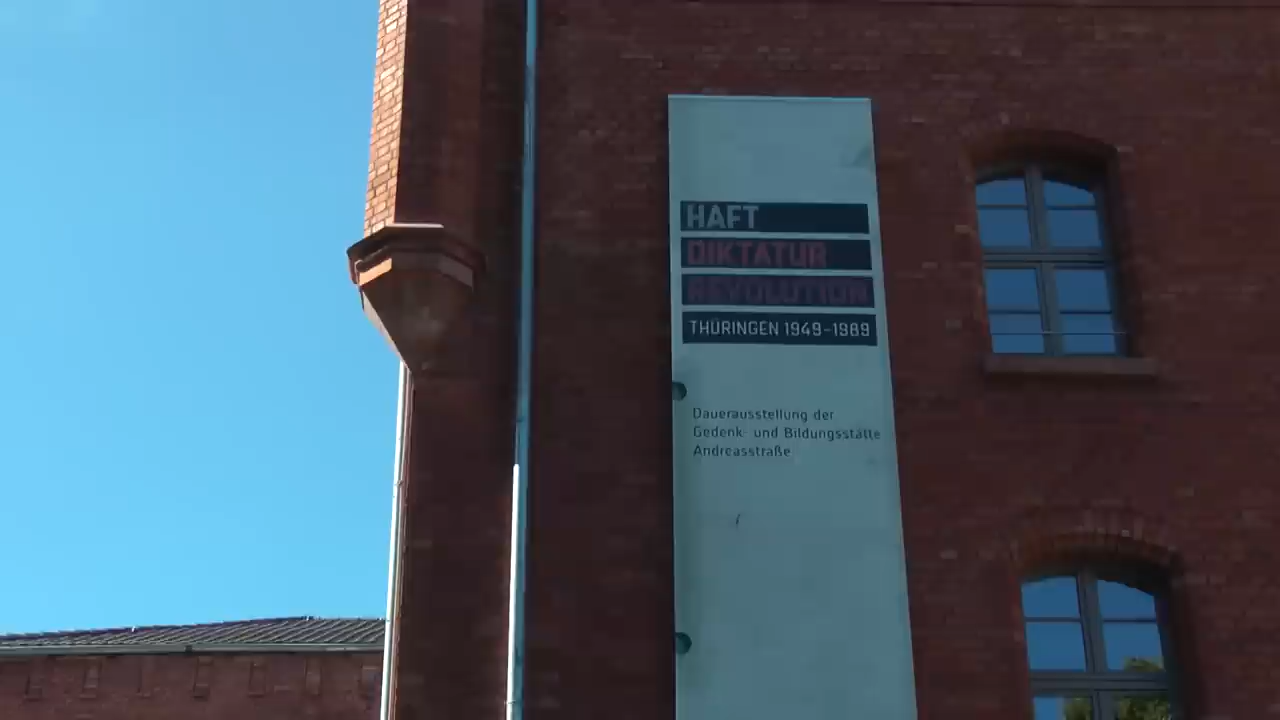 HAFT
DIKTATUR
REVOLUTION
THÜRINGEN 1949–1989
Dauerausstellung der
Gedenk- und Bildungsstätte
Andreasstraße